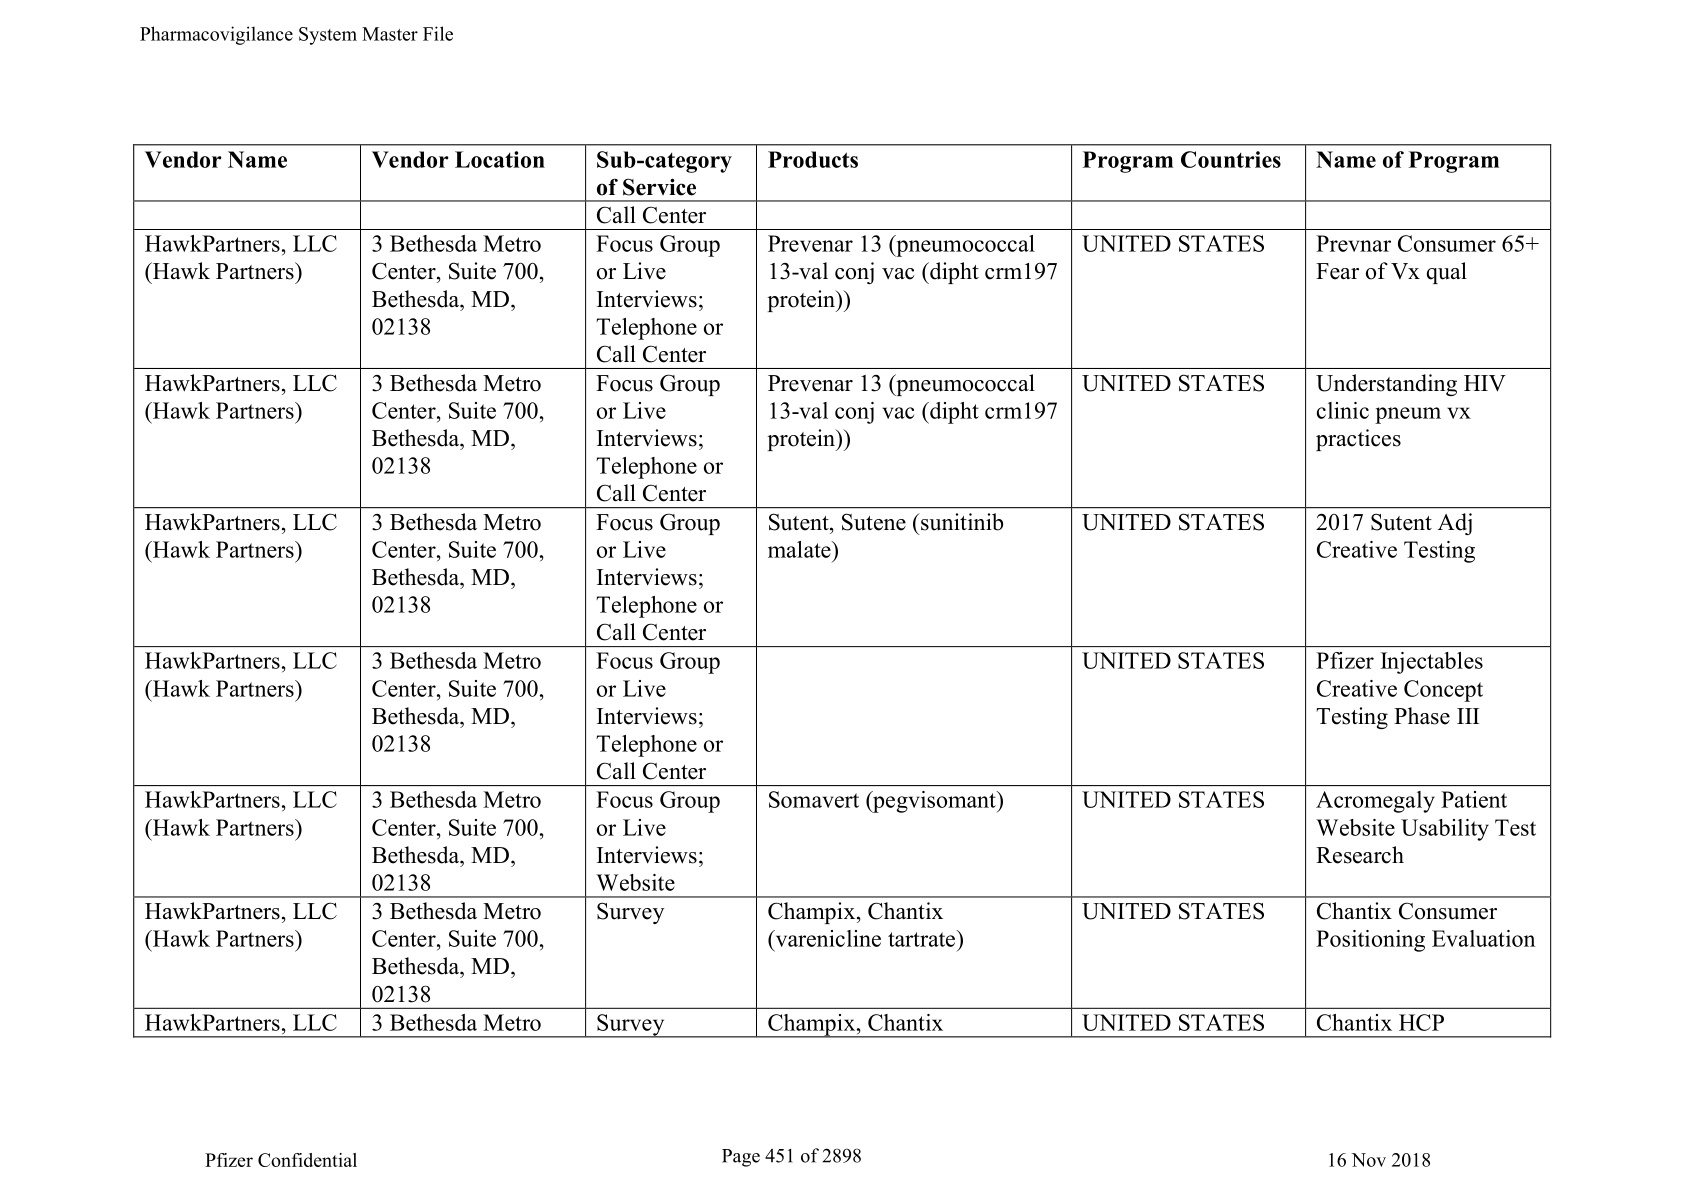 Pharmacovigilance System Master File
Vendor Name
Vendor Location
Sub-category
of Service
Products
Program Countries
Name of Program
Call Center
HawkPartners, LLC
(Hawk Partners)
3 Bethesda Metro
Center, Suite 700,
Bethesda, MD,
02138
Focus Group
or Live
Interviews;
Telephone or
Call Center
Prevenar 13 (pneumococcal
13-val conj vac (dipht crm197
protein))
UNITED STATES
Prevnar Consumer 65+
Fear of Vx qual
HawkPartners, LLC
(Hawk Partners)
3 Bethesda Metro
Center, Suite 700,
Bethesda, MD,
02138
Focus Group
or Live
Interviews;
Telephone or
Call Center
Prevenar 13 (pneumococcal
13-val conj vac (dipht crm197
protein))
UNITED STATES
Understanding HIV
clinic pneum vx
practices
HawkPartners, LLC
(Hawk Partners)
3 Bethesda Metro
Center, Suite 700,
Bethesda, MD,
02138
Focus Group
or Live
Interviews;
Telephone or
Call Center
Sutent, Sutene (sunitinib
malate)
UNITED STATES
2017 Sutent Adj
Creative Testing
HawkPartners, LLC
(Hawk Partners)
3 Bethesda Metro
Center, Suite 700,
Bethesda, MD,
02138
Focus Group
or Live
Interviews;
Telephone or
Call Center
UNITED STATES
Pfizer Injectables
Creative Concept
Testing Phase III
HawkPartners, LLC
(Hawk Partners)
3 Bethesda Metro
Center, Suite 700,
Bethesda, MD,
02138
Focus Group
or Live
Interviews;
Website
Somavert (pegvisomant)
UNITED STATES
Acromegaly Patient
Website Usability Test
Research
HawkPartners, LLC
(Hawk Partners)
3 Bethesda Metro
Center, Suite 700,
Bethesda, MD,
02138
Survey
Champix, Chantix
(varenicline tartrate)
UNITED STATES
Chantix Consumer
Positioning Evaluation
HawkPartners, LLC
3 Bethesda Metro
Survey
Champix, Chantix
UNITED STATES
Chantix HCP
Pfizer Confidential
Page 451 of 2898
16 Nov 2018